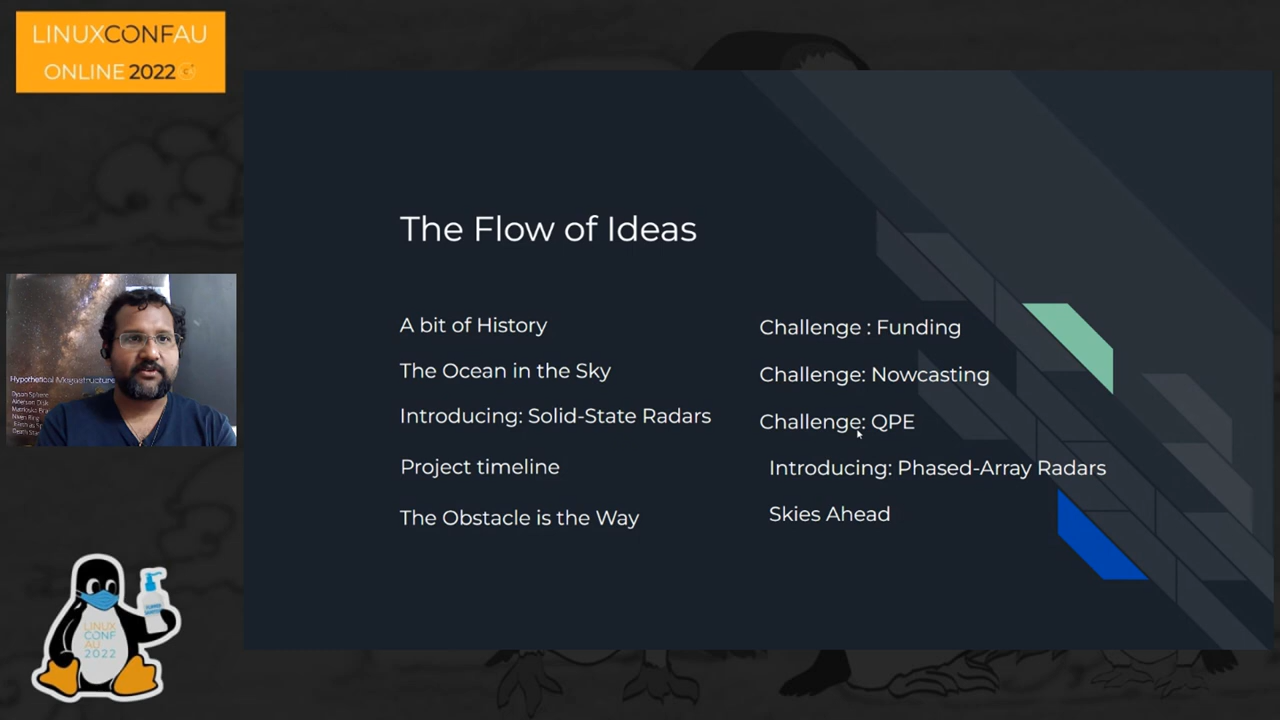 LINUXCONFAU
ONLINE 2022
The Flow of Ideas
A bit of History
The Ocean in the Sky
Introducing: Solid-State Radars
Project timeline
The Obstacle is the Way
Challenge : Funding
Challenge: Nowcasting
Challenge: QPE
Introducing: Phased-Array Radars
Skies Ahead
Hypothetical Megastructures
LINUX
CONF
AU
2022